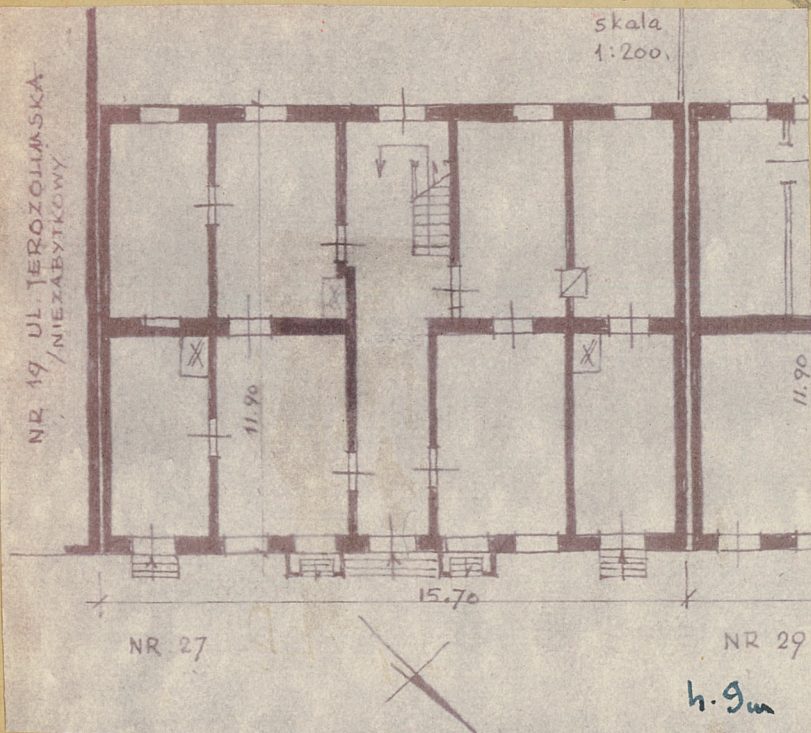 skala
1:200.
NR 19 UL. JEROZOLIMSKA
/NIEZABYTKOWY
11.90
11.90
15.70
NR 27
NR 29
h. 9m